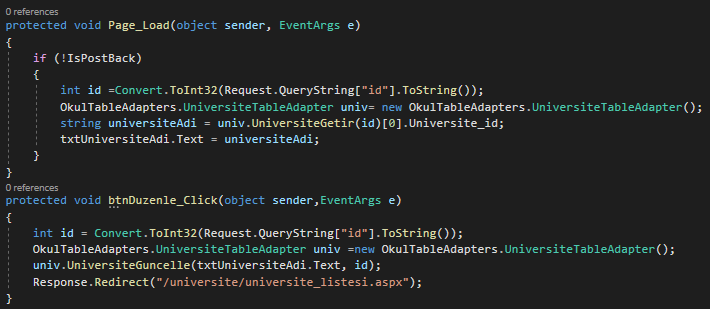 0 references
protected void Page_Load(object sender, EventArgs e)
{
if (!IsPostBack)
{
int id =Convert.ToInt32(Request.QueryString["id"].ToString());
OkulTableAdapters.UniversiteTableAdapter univ= new OkulTableAdapters.UniversiteTableAdapter();
string universiteAdi = univ.UniversiteGetir(id)[0].Universite_id;
txtUniversiteAdi.Text = universiteAdi;
}
}
0 references
protected void btnDuzenle_Click(object sender,EventArgs e)
{
int id = Convert.ToInt32(Request.QueryString["id"].ToString());
OkulTableAdapters.UniversiteTableAdapter univ =new OkulTableAdapters.UniversiteTableAdapter();
univ.UniversiteGuncelle(txtUniversiteAdi.Text, id);
Response.Redirect("/universite/universite_listesi.aspx");
}